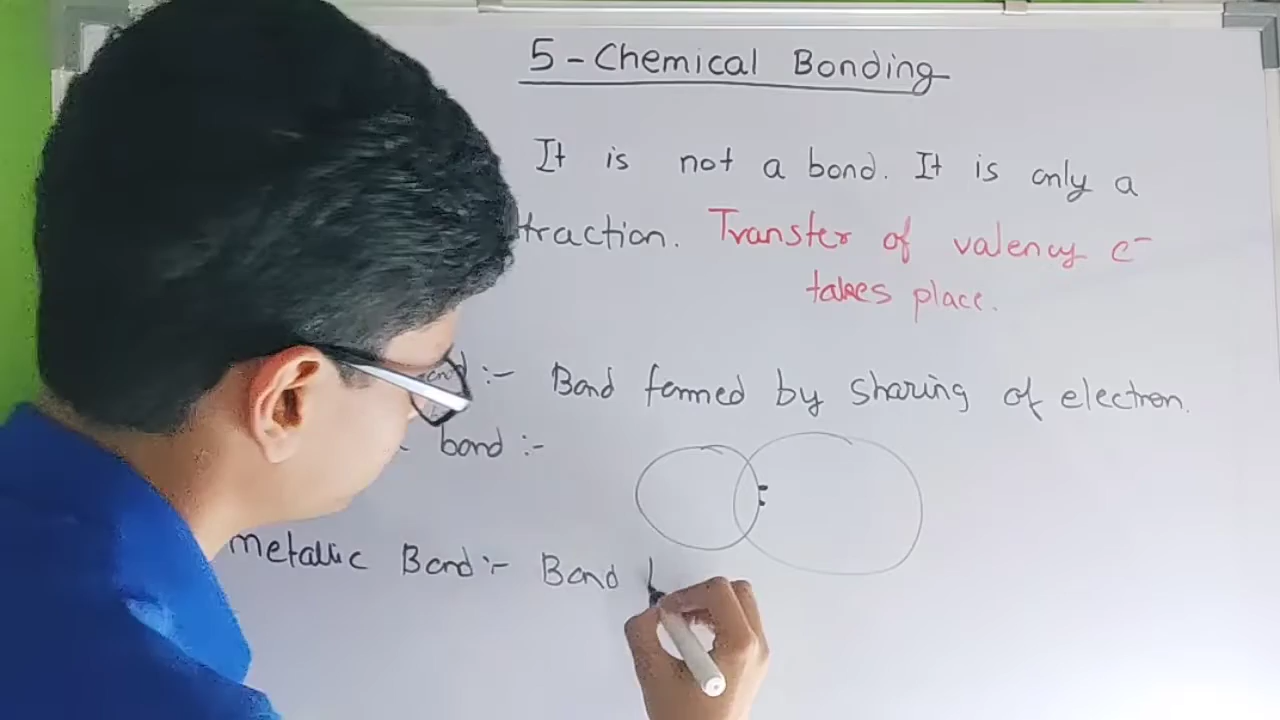 5 - Chemical Bonding
It is not a bond. It is only a
traction. Transfer of valency e⁻
takes place.
:- Bond formed by sharing of electron.
bond :-
metallic Bond :- Bond